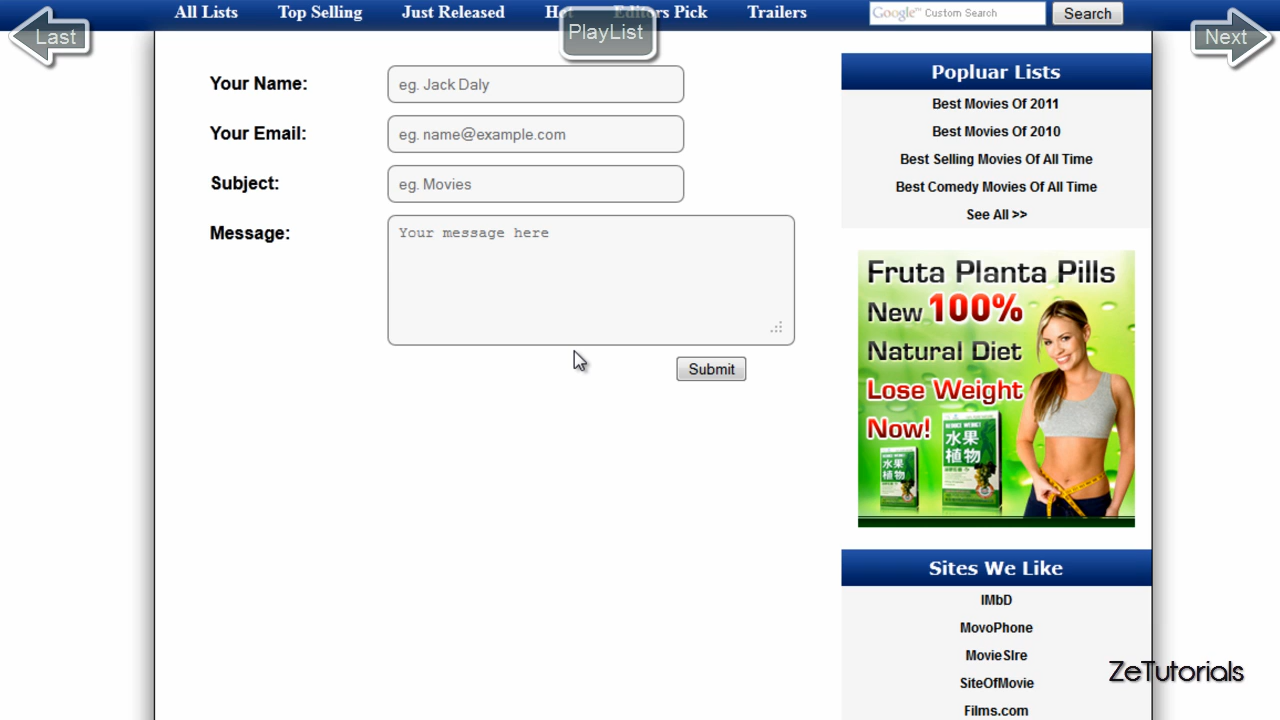 All Lists Top Selling Just Released Hot Editors Pick Trailers Google™ Custom Search Search
Last
PlayList
Next
Your Name: eg. Jack Daly
Your Email: eg. name@example.com
Subject: eg. Movies
Message: Your message here
Submit
Popluar Lists
Best Movies Of 2011
Best Movies Of 2010
Best Selling Movies Of All Time
Best Comedy Movies Of All Time
See All >>
Fruta Planta Pills
New 100%
Natural Diet
Lose Weight
Now!
水果
植物
水果
植物
Sites We Like
IMbD
MovoPhone
MovieSIre
SiteOfMovie
Films.com
ZeTutorials